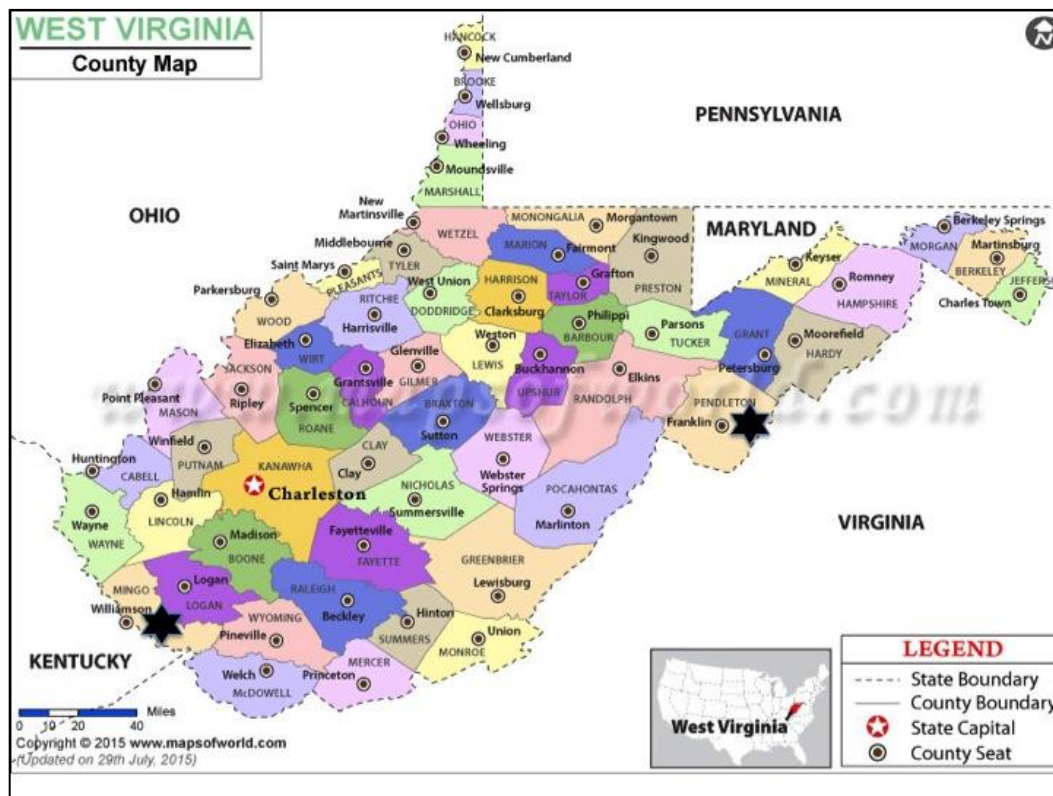 WEST VIRGINIA
County Map
N
HANCOCK
New Cumberland
BROOKE
Wellsburg
OHIO
Wheeling
Moundsville
MARSHALL
PENNSYLVANIA
OHIO
New
Martinsville
WETZEL
MONONGALIA
Morgantown
Kingwood
MARYLAND
Berkeley Springs
MORGAN
Martinsburg
BERKELEY
JEFFERSO
Charles Town
Middlebourne
TYLER
MARION
Fairmont
PRESTON
Keyser
MINERAL
Romney
HAMPSHIRE
Saint Marys
PLEASANTS
West Union
DODDRIDGE
HARRISON
Clarksburg
Grafton
TAYLOR
Parkersburg
WOOD
RITCHIE
Harrisville
Philippi
BARBOUR
Parsons
TUCKER
GRANT
Petersburg
Moorefield
HARDY
Elizabeth
WIRT
Glenville
GILMER
Weston
LEWIS
Buckhannon
UPSHUR
Elkins
RANDOLPH
PENDLETON
Franklin
JACKSON
Ripley
Grantsville
CALHOUN
Point Pleasant
MASON
Spencer
ROANE
BRAXTON
Sutton
WEBSTER
Webster
Springs
www.mapsofworld.com
Winfield
PUTNAM
CLAY
Clay
Huntington
CABELL
KANAWHA
Charleston
NICHOLAS
Summersville
POCAHONTAS
Marlinton
VIRGINIA
Hamlin
LINCOLN
Wayne
WAYNE
Madison
BOONE
Fayetteville
FAYETTE
GREENBRIER
Lewisburg
MINGO
Williamson
Logan
LOGAN
RALEIGH
Beckley
WYOMING
Pineville
Hinton
SUMMERS
Union
MONROE
KENTUCKY
Welch
McDOWELL
MERCER
Princeton
Miles
0 10 20 40
Copyright © 2015 www.mapsofworld.com
(Updated on 29th July, 2015)
West Virginia
LEGEND
State Boundary
County Boundary
State Capital
County Seat